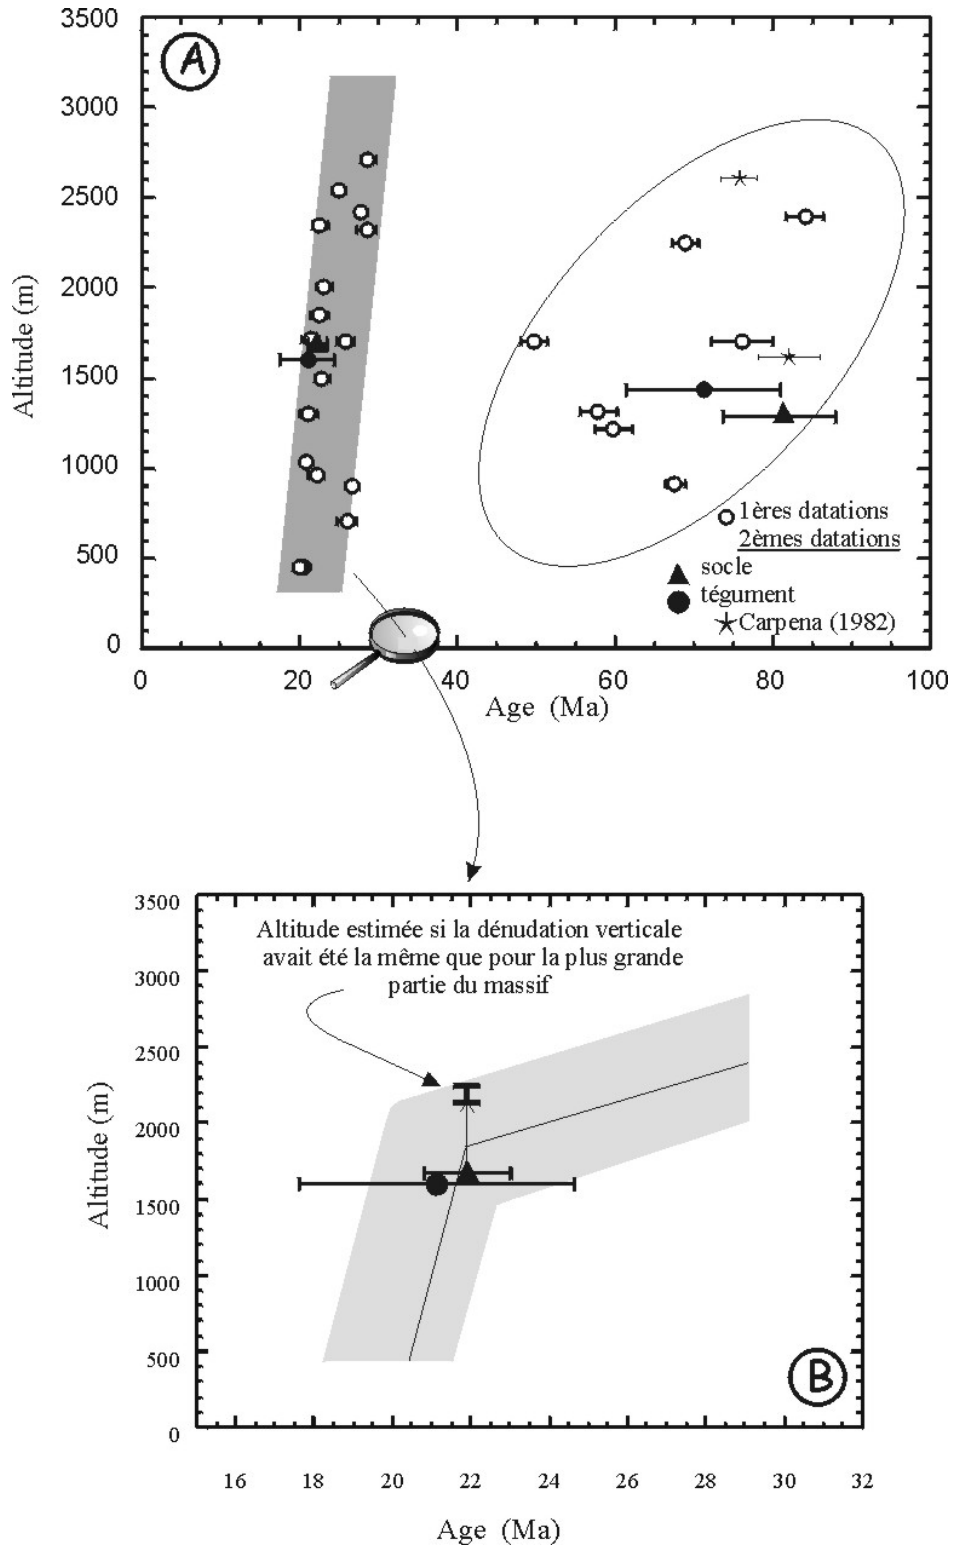 3500
A
3000
2500
2000
1500
1000
500
0
Altitude (m)
1ères datations
2èmes datations
socle
tégument
Carpena (1982)
0 20 40 60 80 100
Age (Ma)
3500
Altitude estimée si la dénudation verticale
avait été la même que pour la plus grande
partie du massif
3000
2500
2000
1500
1000
500
0
Altitude (m)
B
16 18 20 22 24 26 28 30 32
Age (Ma)